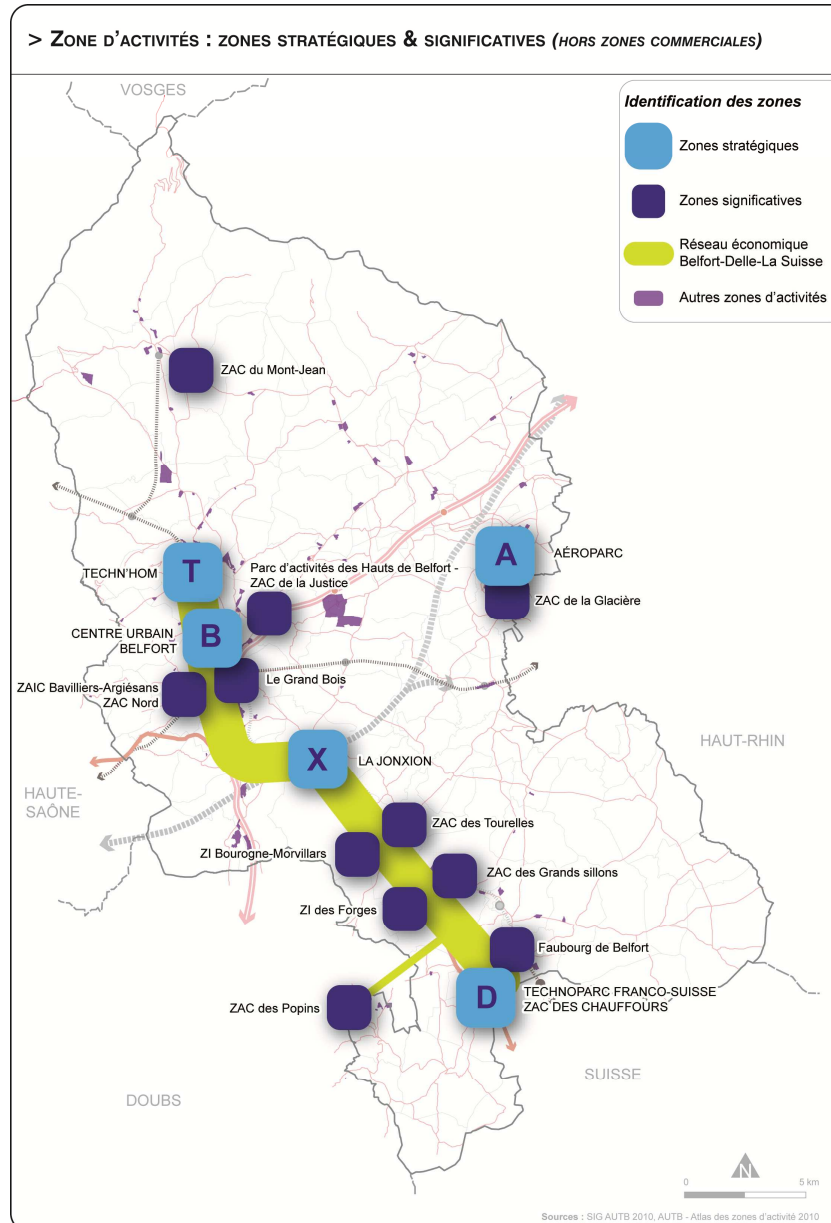 > ZONE D'ACTIVITÉS : ZONES STRATÉGIQUES & SIGNIFICATIVES (HORS ZONES COMMERCIALES)
VOSGES
Identification des zones
Zones stratégiques
Zones significatives
Réseau économique
Belfort-Delle-La Suisse
Autres zones d'activités
ZAC du Mont-Jean
TECHN'HOM
T
Parc d'activités des Hauts de Belfort -
ZAC de la Justice
A
AÉROPARC
ZAC de la Glacière
CENTRE URBAIN
BELFORT
B
ZAIC Bavilliers-Argiésans
ZAC Nord
Le Grand Bois
X
LA JONXION
HAUT-RHIN
HAUTE-
SAÔNE
ZAC des Tourelles
ZI Bourogne-Morvillars
ZAC des Grands sillons
ZI des Forges
Faubourg de Belfort
D
TECHNOPARC FRANCO-SUISSE
ZAC DES CHAUFFOURS
ZAC des Popins
SUISSE
DOUBS
N
0 5 km
Sources : SIG AUTB 2010, AUTB - Atlas des zones d'activité 2010